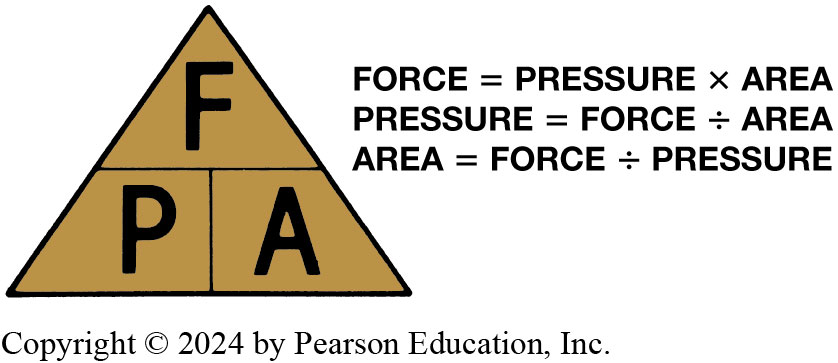 F
P A
FORCE = PRESSURE × AREA
PRESSURE = FORCE ÷ AREA
AREA = FORCE ÷ PRESSURE
Copyright © 2024 by Pearson Education, Inc.